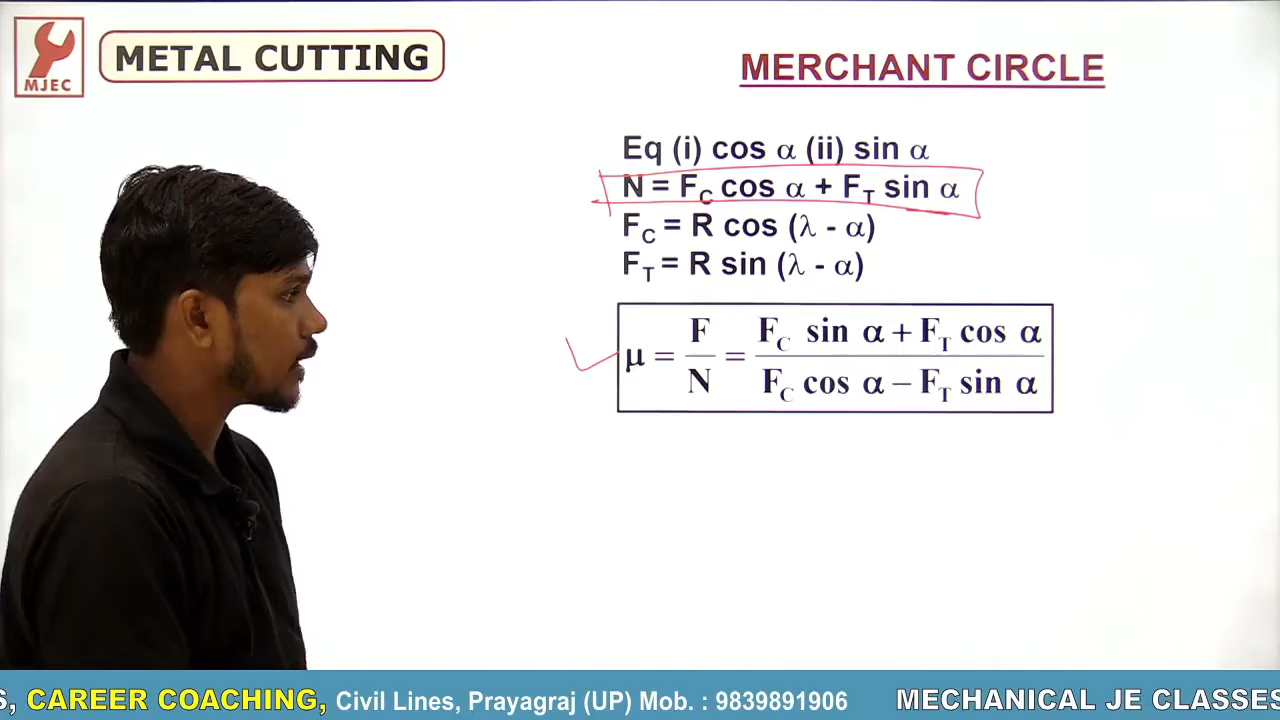 MJEC
METAL CUTTING
MERCHANT CIRCLE
Eq (i) cos α (ii) sin α
N = F_C cos α + F_T sin α
F_C = R cos (λ - α)
F_T = R sin (λ - α)
μ = F/N = (F_C sin α + F_T cos α)/(F_C cos α − F_T sin α)
S, CAREER COACHING, Civil Lines, Prayagraj (UP) Mob. : 9839891906 MECHANICAL JE CLASSES